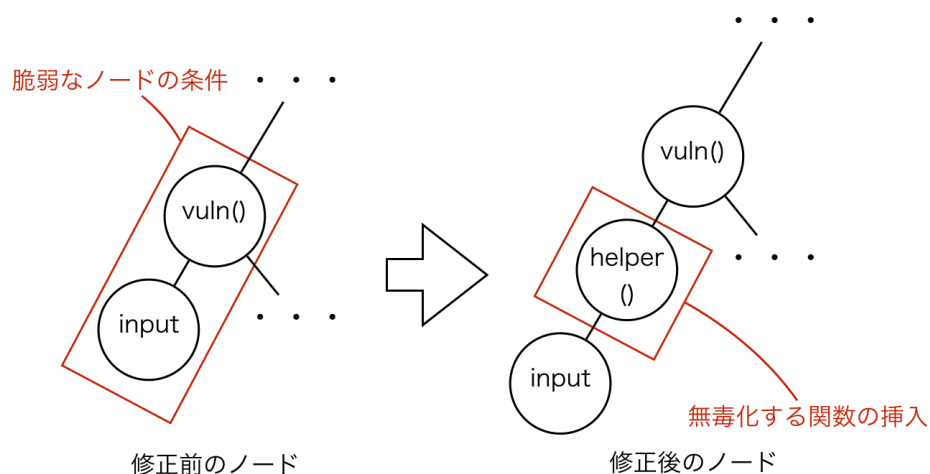 脆弱なノードの条件
・・・
vuln()
input
・・・
修正前のノード
・・・
vuln()
helper
()
・・・
input
無毒化する関数の挿入
修正後のノード